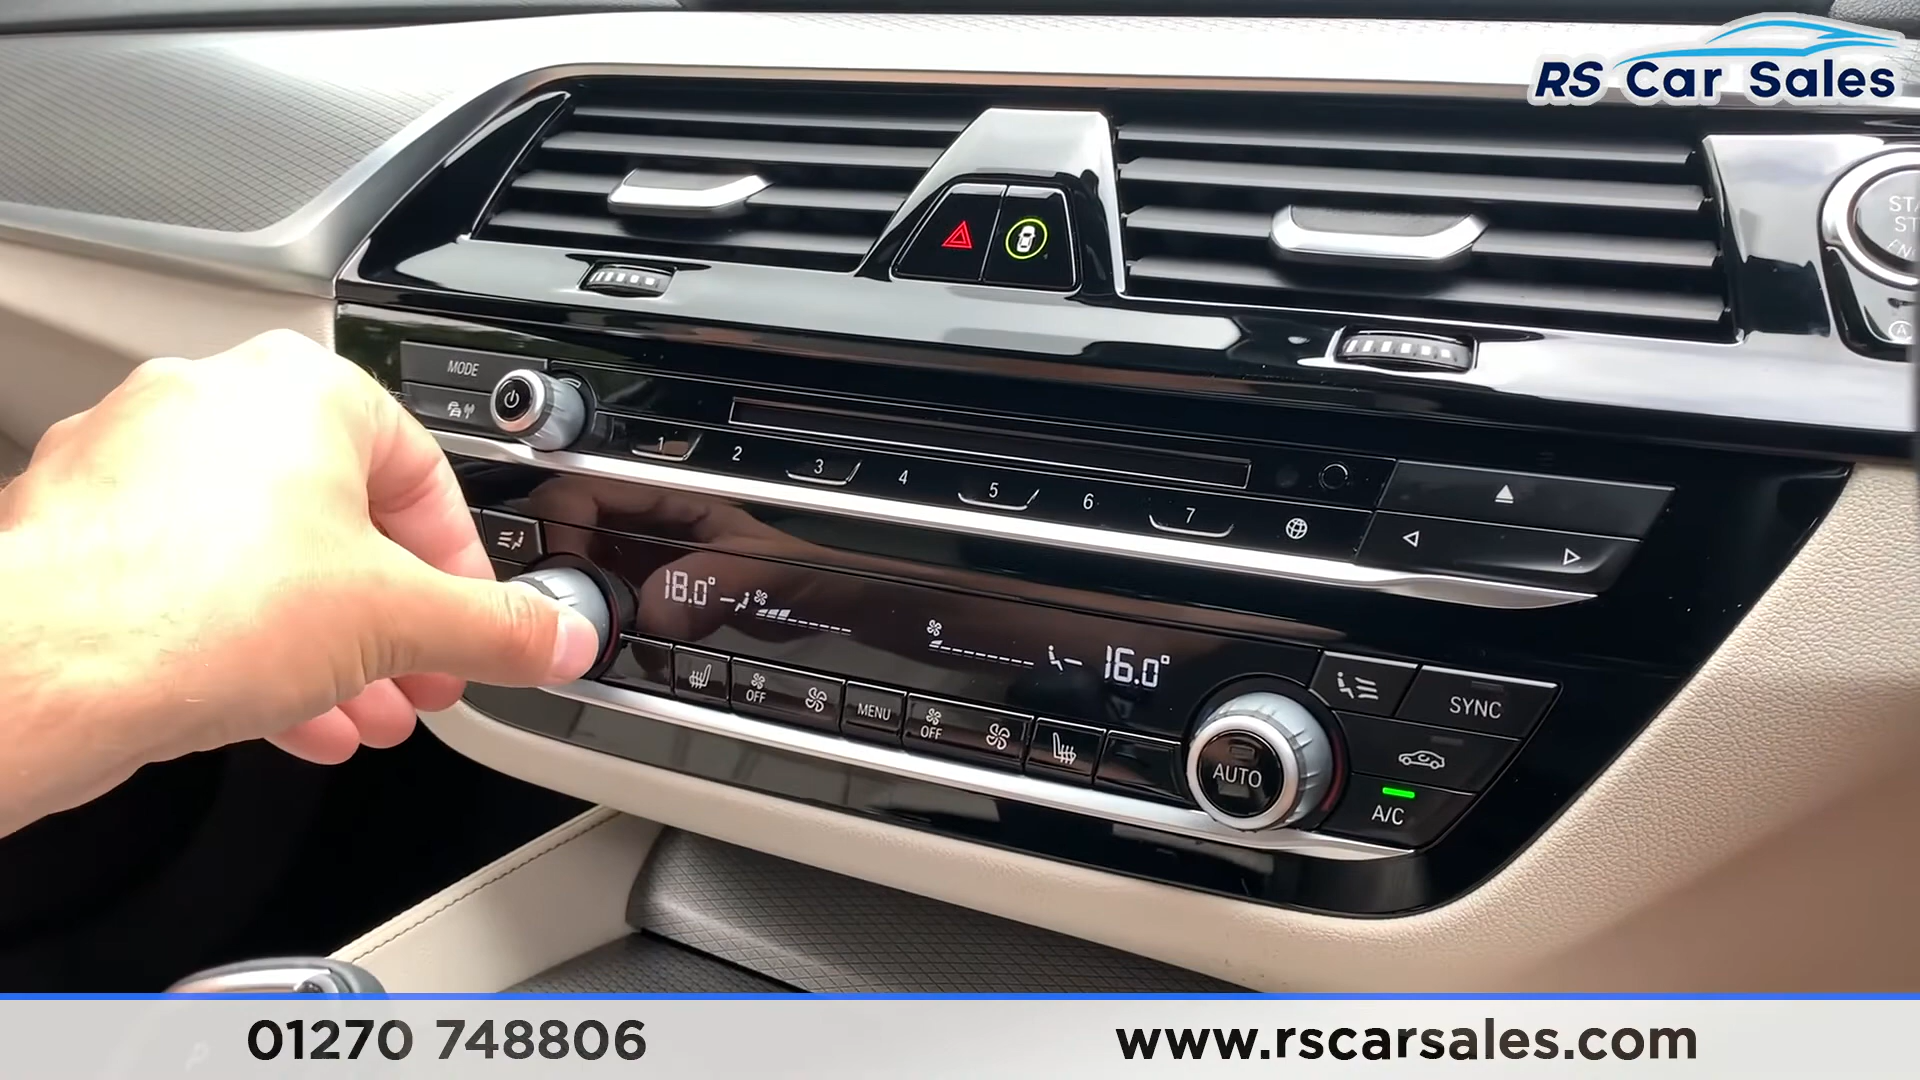 RS Car Sales
MODE
1 2 3 4 5 6 7
18.0°
16.0°
OFF
MENU
OFF
AUTO
SYNC
A/C
01270 748806
www.rscarsales.com